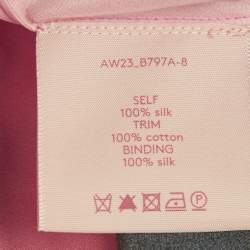 AW23_B797A-8
SELF
100% silk
TRIM
100% cotton
BINDING
100% silk